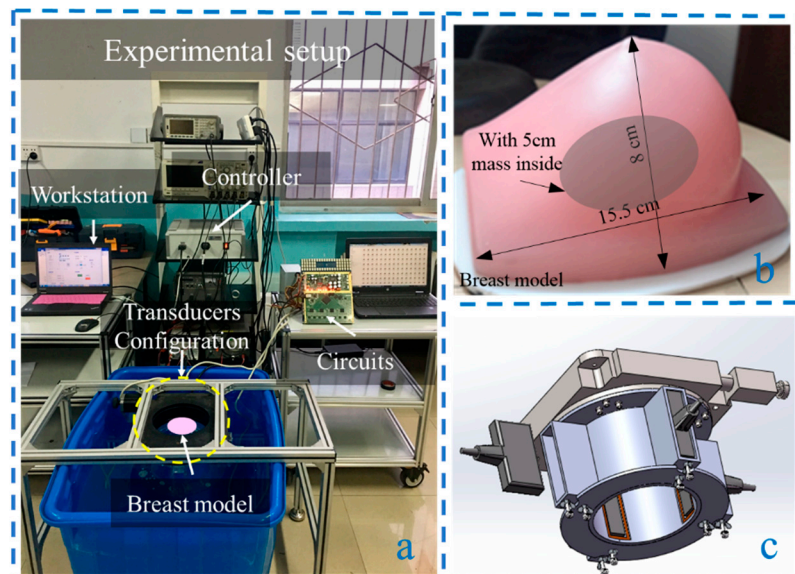 Experimental setup
Workstation
Controller
Transducers
Configuration
Circuits
Breast model
a
With 5cm
mass inside
8 cm
15.5 cm
Breast model
b
c